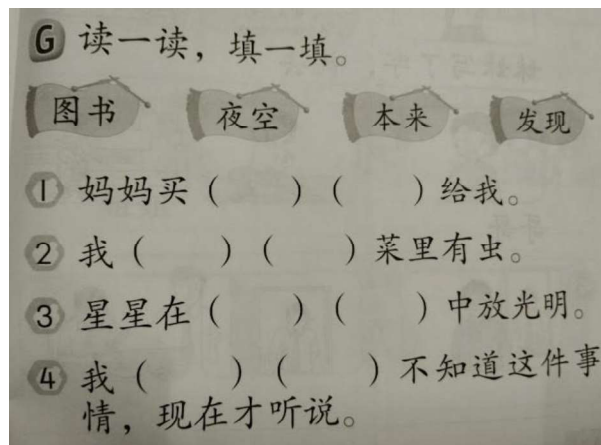 G 读一读，填一填。
图书 夜空 本来 发现
1 妈妈买（ ）（ ）给我。
2 我（ ）（ ）菜里有虫。
3 星星在（ ）（ ）中放光明。
4 我（ ）（ ）不知道这件事
情，现在才听说。